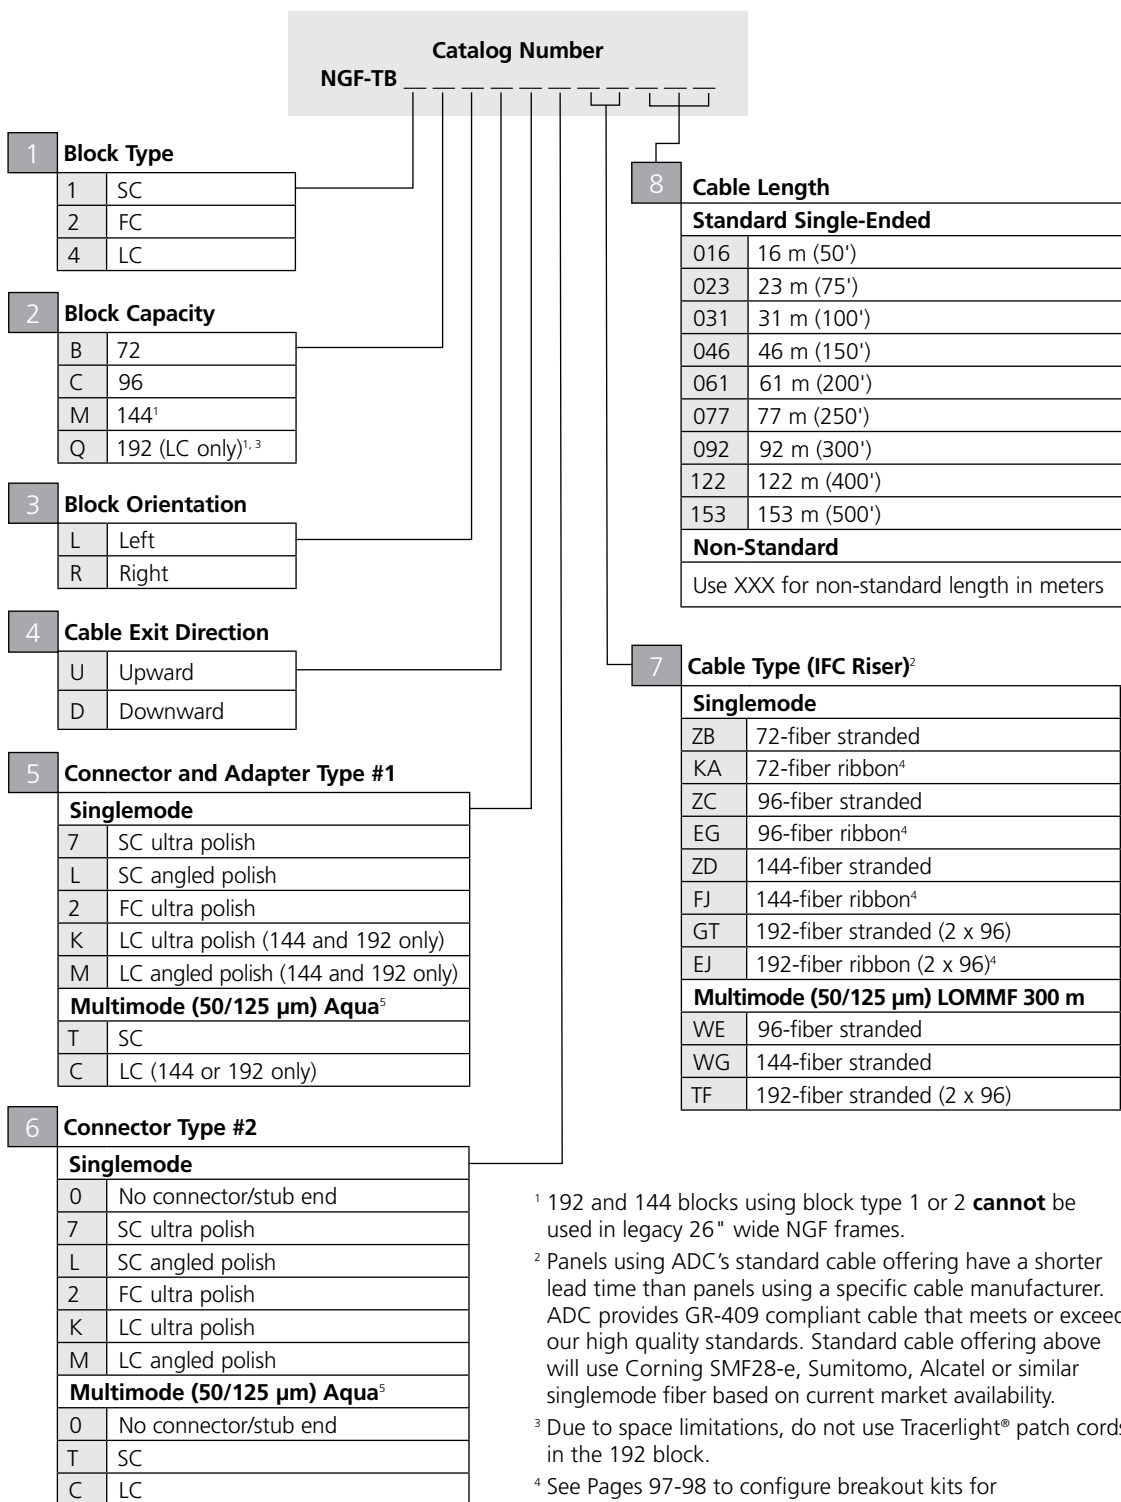 Catalog Number
NGF-TB _ _ _ _ _ _ _ _ _ _ _
1 Block Type
1 SC
2 FC
4 LC
2 Block Capacity
B 72
C 96
M 144¹
Q 192 (LC only)¹, ³
3 Block Orientation
L Left
R Right
4 Cable Exit Direction
U Upward
D Downward
5 Connector and Adapter Type #1
Singlemode
7 SC ultra polish
L SC angled polish
2 FC ultra polish
K LC ultra polish (144 and 192 only)
M LC angled polish (144 and 192 only)
Multimode (50/125 µm) Aqua⁵
T SC
C LC (144 or 192 only)
6 Connector Type #2
Singlemode
0 No connector/stub end
7 SC ultra polish
L SC angled polish
2 FC ultra polish
K LC ultra polish
M LC angled polish
Multimode (50/125 µm) Aqua⁵
0 No connector/stub end
T SC
C LC
8 Cable Length
Standard Single-Ended
016 16 m (50')
023 23 m (75')
031 31 m (100')
046 46 m (150')
061 61 m (200')
077 77 m (250')
092 92 m (300')
122 122 m (400')
153 153 m (500')
Non-Standard
Use XXX for non-standard length in meters
7 Cable Type (IFC Riser)²
Singlemode
ZB 72-fiber stranded
KA 72-fiber ribbon⁴
ZC 96-fiber stranded
EG 96-fiber ribbon⁴
ZD 144-fiber stranded
FJ 144-fiber ribbon⁴
GT 192-fiber stranded (2 x 96)
EJ 192-fiber ribbon (2 x 96)⁴
Multimode (50/125 µm) LOMMF 300 m
WE 96-fiber stranded
WG 144-fiber stranded
TF 192-fiber stranded (2 x 96)
¹ 192 and 144 blocks using block type 1 or 2 cannot be
used in legacy 26" wide NGF frames.
² Panels using ADC's standard cable offering have a shorter
lead time than panels using a specific cable manufacturer.
ADC provides GR-409 compliant cable that meets or exceed
our high quality standards. Standard cable offering above
will use Corning SMF28-e, Sumitomo, Alcatel or similar
singlemode fiber based on current market availability.
³ Due to space limitations, do not use Tracerlight® patch cords
in the 192 block.
⁴ See Pages 97-98 to configure breakout kits for